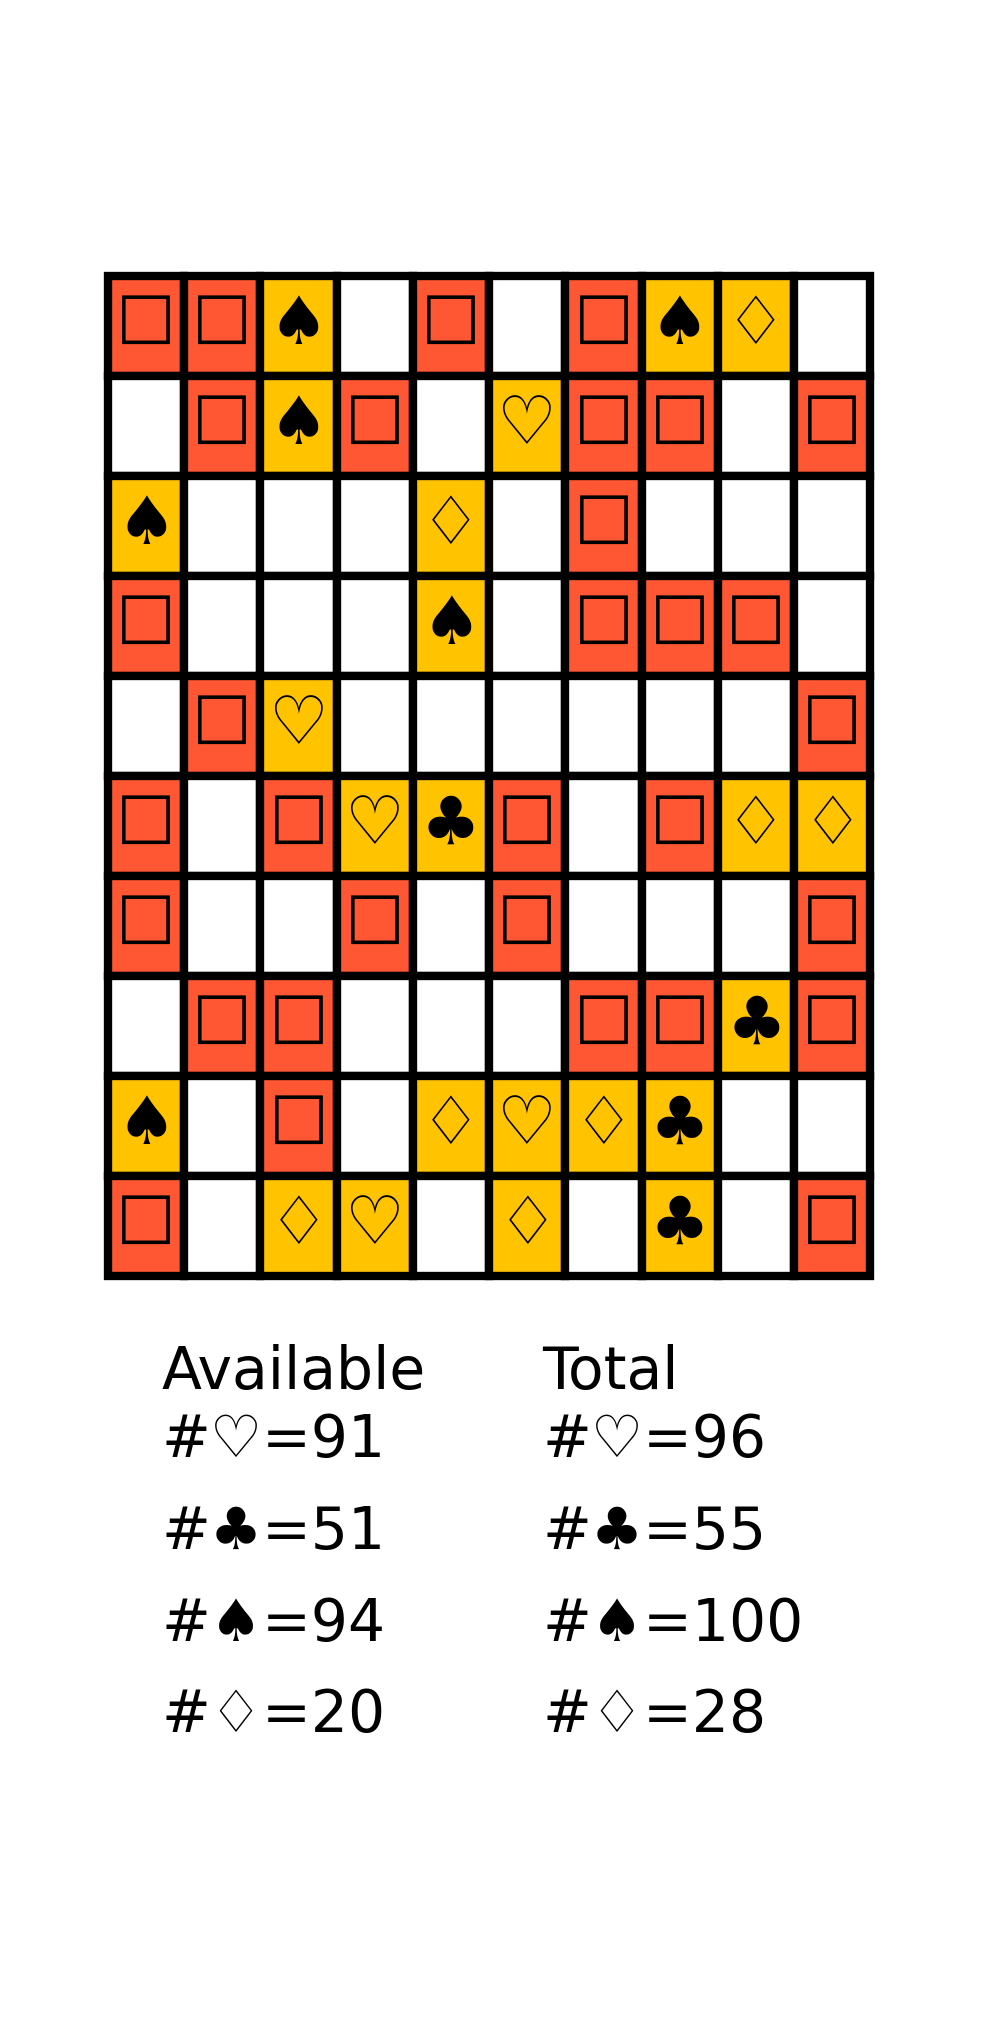 □ □ ♠ □ □ ♠ ♢
□ ♠ □ ♡ □ □ □
♠ ♢ □
□ ♠ □ □ □
□ ♡ □
□ □ ♡ ♣ □ □ ♢ ♢
□ □ □ □
□ □ □ □ ♣ □
♠ □ ♢ ♡ ♢ ♣
□ ♢ ♡ ♢ ♣ □
Available Total
#♡=91 #♡=96
#♣=51 #♣=55
#♠=94 #♠=100
#♢=20 #♢=28